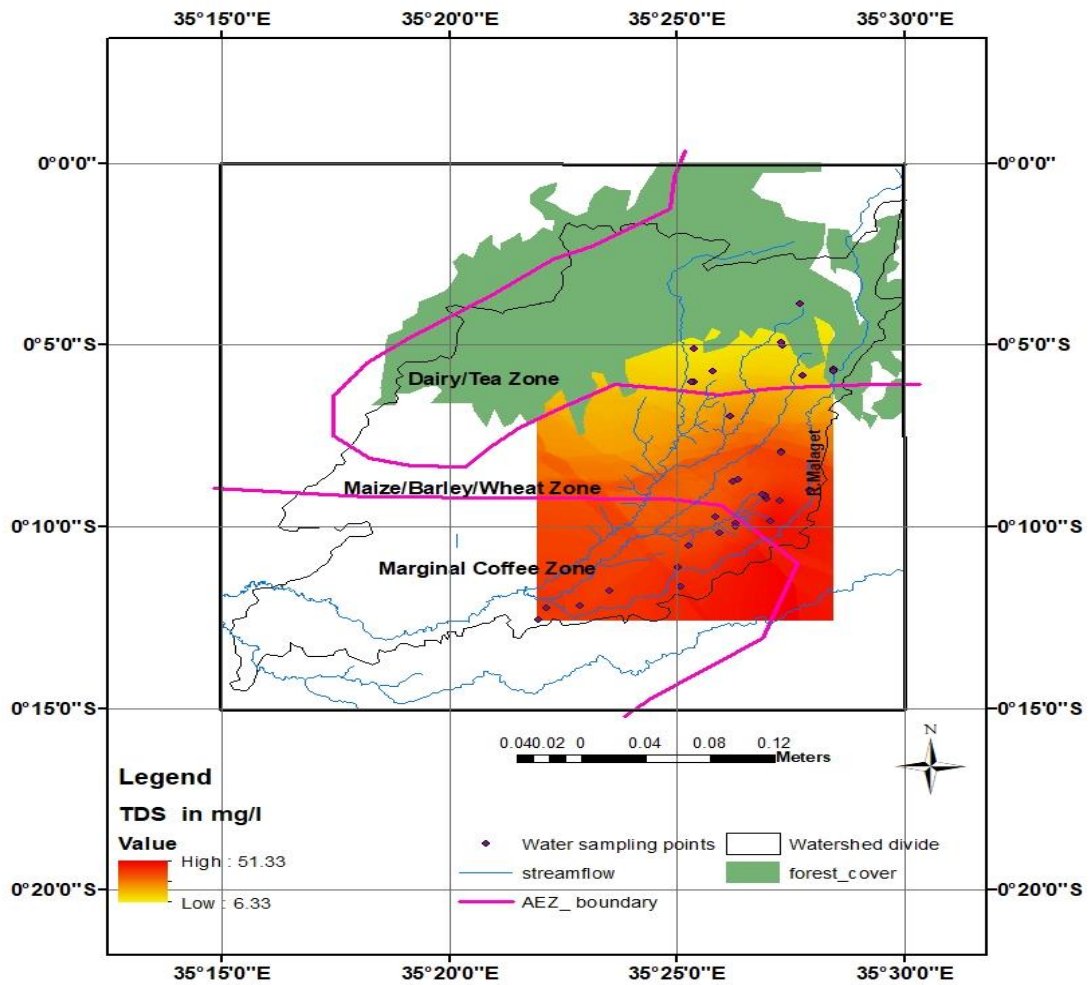 35°15'0"E 35°20'0"E 35°25'0"E 35°30'0"E
0°0'0" 0°0'0"
0°5'0"S 0°5'0"S
Dairy/Tea Zone
R.Malaget
Maize/Barley/Wheat Zone
0°10'0"S 0°10'0"S
Marginal Coffee Zone
0°15'0"S 0°15'0"S
N
0.040.02 0 0.04 0.08 0.12
Meters
Legend
TDS in mg/l
Value
High : 51.33
Low : 6.33
Water sampling points
streamflow
AEZ_ boundary
Watershed divide
forest_cover
0°20'0"S 0°20'0"S
35°15'0"E 35°20'0"E 35°25'0"E 35°30'0"E